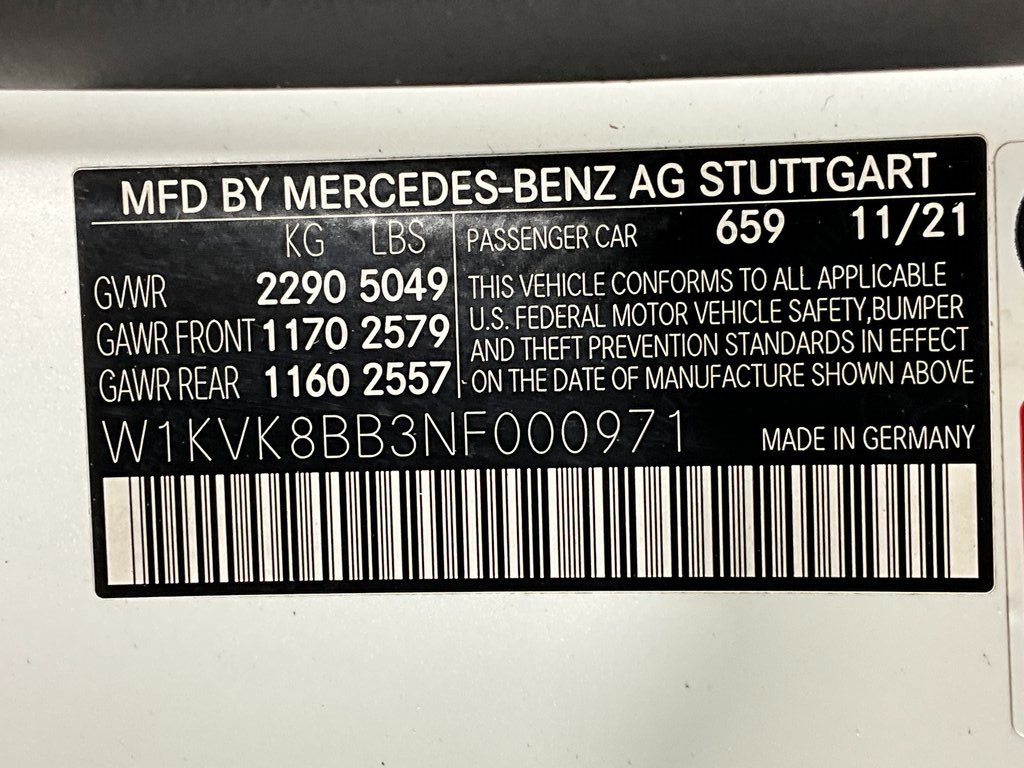 MFD BY MERCEDES-BENZ AG STUTTGART
KG LBS
GVWR 2290 5049
GAWR FRONT 1170 2579
GAWR REAR 1160 2557
PASSENGER CAR 659 11/21
THIS VEHICLE CONFORMS TO ALL APPLICABLE
U.S. FEDERAL MOTOR VEHICLE SAFETY,BUMPER
AND THEFT PREVENTION STANDARDS IN EFFECT
ON THE DATE OF MANUFACTURE SHOWN ABOVE
W1KVK8BB3NF000971 MADE IN GERMANY